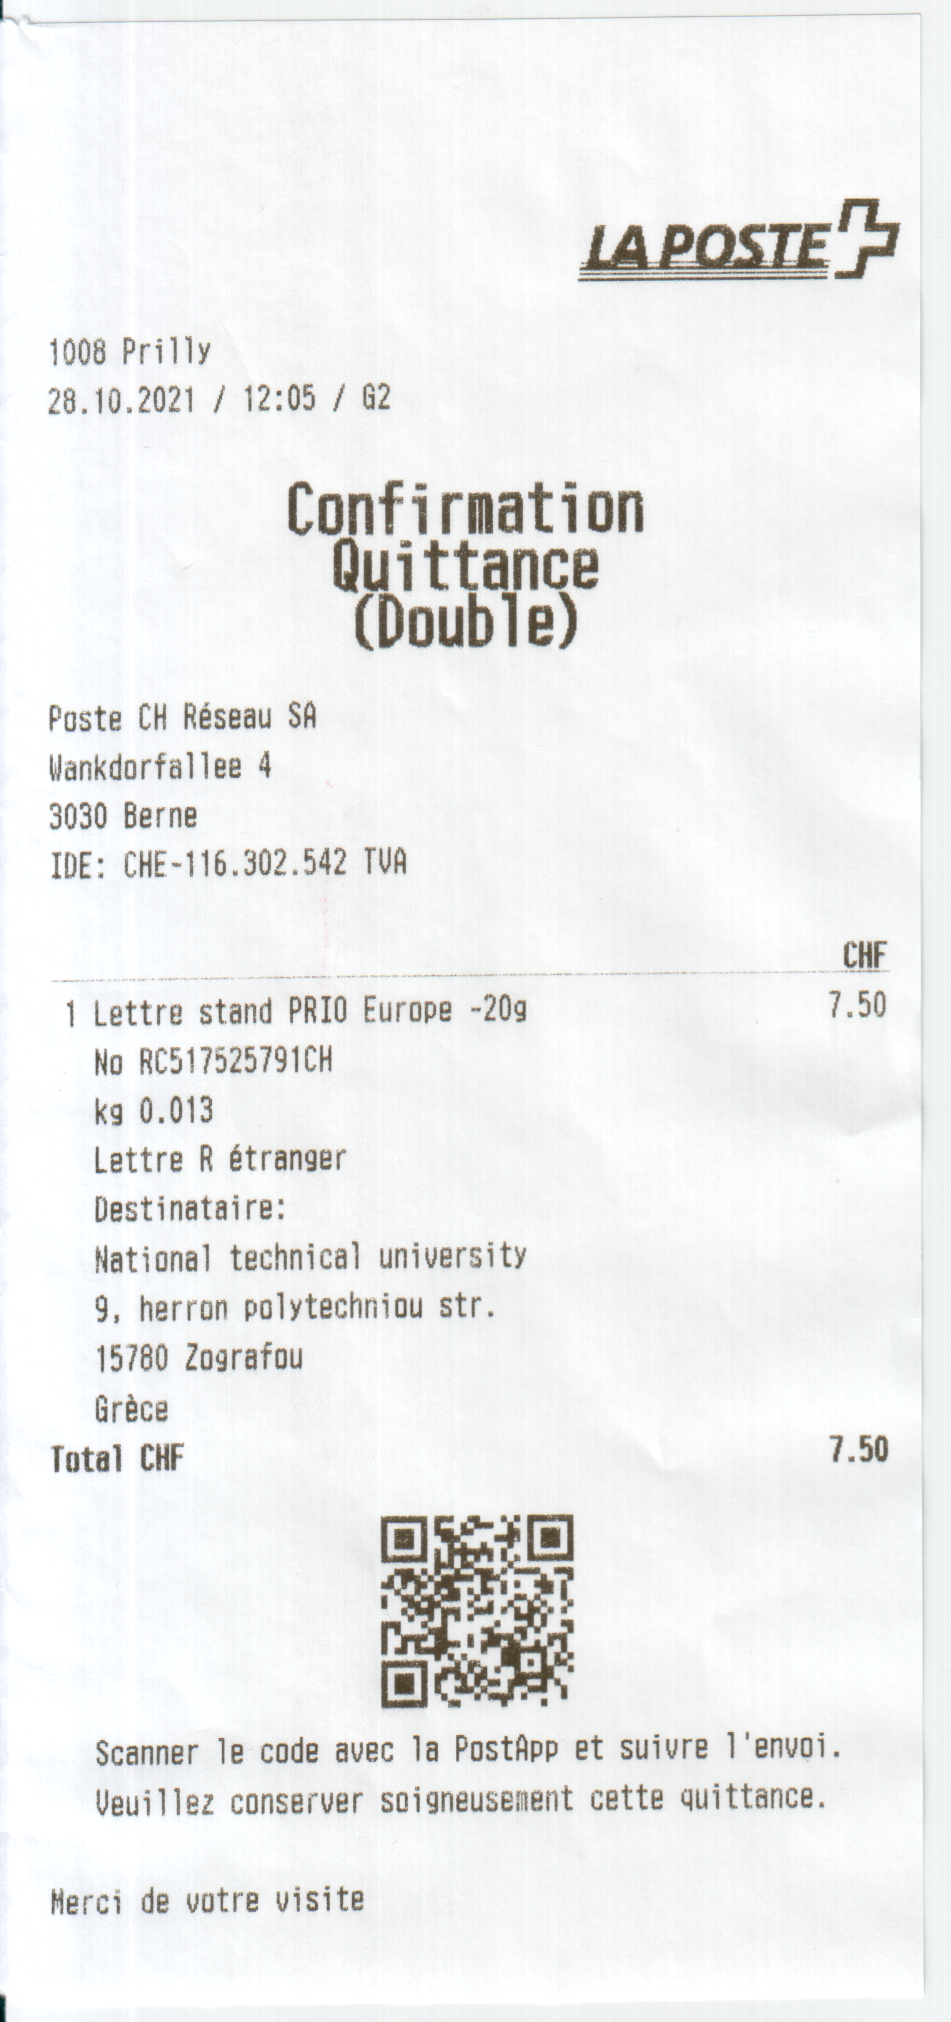 LA POSTE
1008 Prilly
28.10.2021 / 12:05 / G2
Confirmation
Quittance
(Double)
Poste CH Réseau SA
Wankdorfallee 4
3030 Berne
IDE: CHE-116.302.542 TVA
CHF
1 Lettre stand PRIO Europe -20g 7.50
No RC517525791CH
kg 0.013
Lettre R étranger
Destinataire:
National technical university
9, herron polytechniou str.
15780 Zografou
Grèce
Total CHF 7.50
Scanner le code avec la PostApp et suivre l'envoi.
Veuillez conserver soigneusement cette quittance.
Merci de votre visite